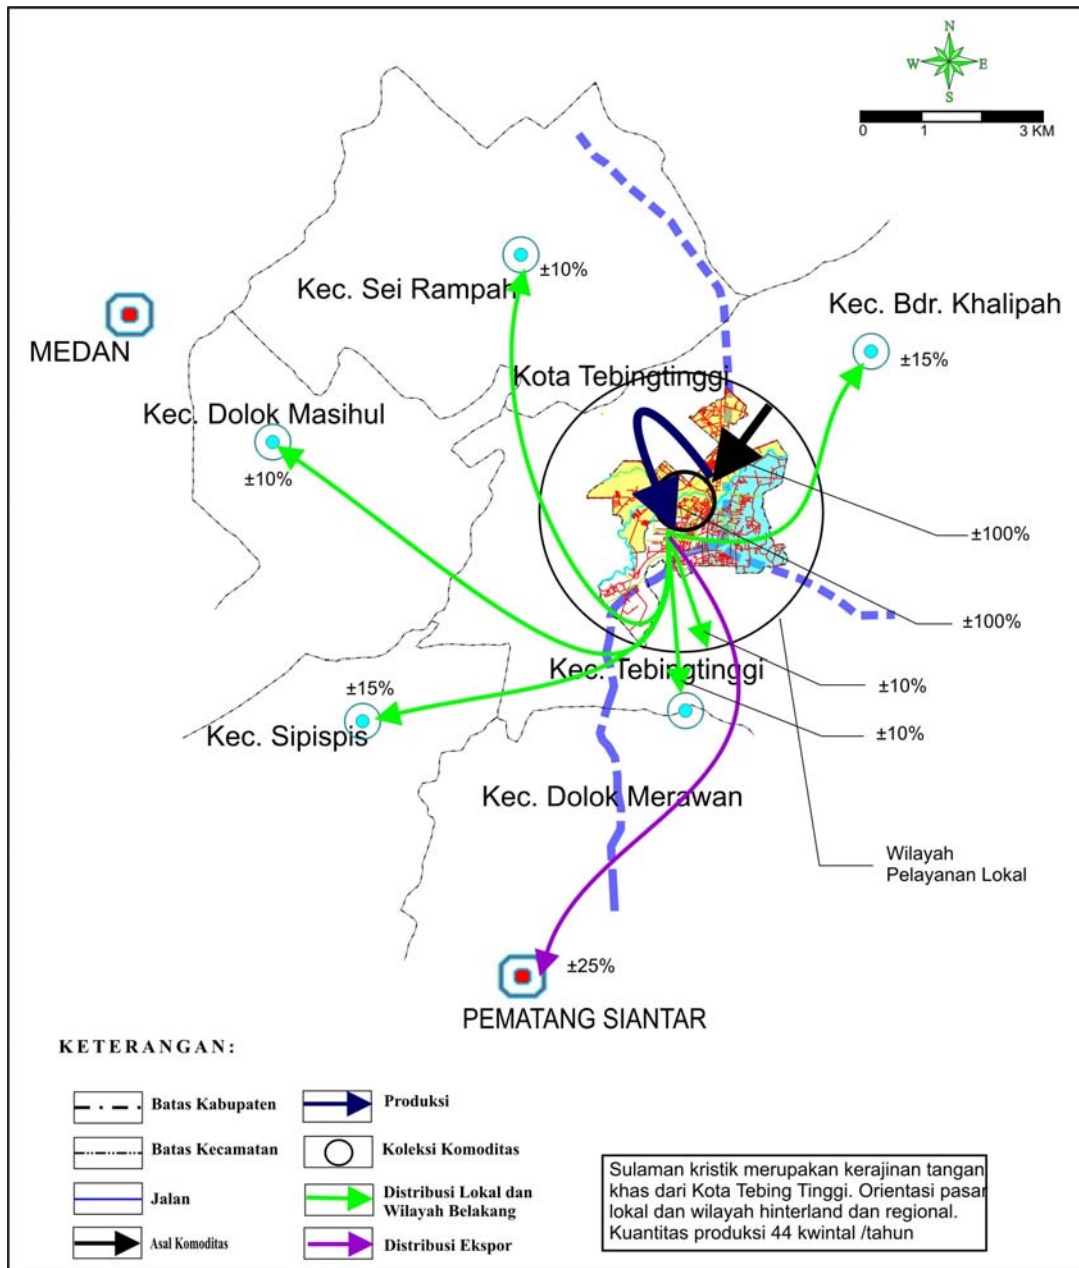 N
W E
S
0 1 3 KM
±10%
Kec. Sei Rampah
Kec. Bdr. Khalipah
±15%
MEDAN
Kota Tebingtinggi
Kec. Dolok Masihul
±10%
±100%
±100%
Kec. Tebingtinggi
±10%
±15%
Kec. Sipispis
±10%
Kec. Dolok Merawan
Wilayah
Pelayanan Lokal
±25%
PEMATANG SIANTAR
KETERANGAN:
Batas Kabupaten
Produksi
Batas Kecamatan
Koleksi Komoditas
Jalan
Distribusi Lokal dan
Wilayah Belakang
Asal Komoditas
Distribusi Ekspor
Sulaman kristik merupakan kerajinan tangan
khas dari Kota Tebing Tinggi. Orientasi pasar
lokal dan wilayah hinterland dan regional.
Kuantitas produksi 44 kwintal /tahun